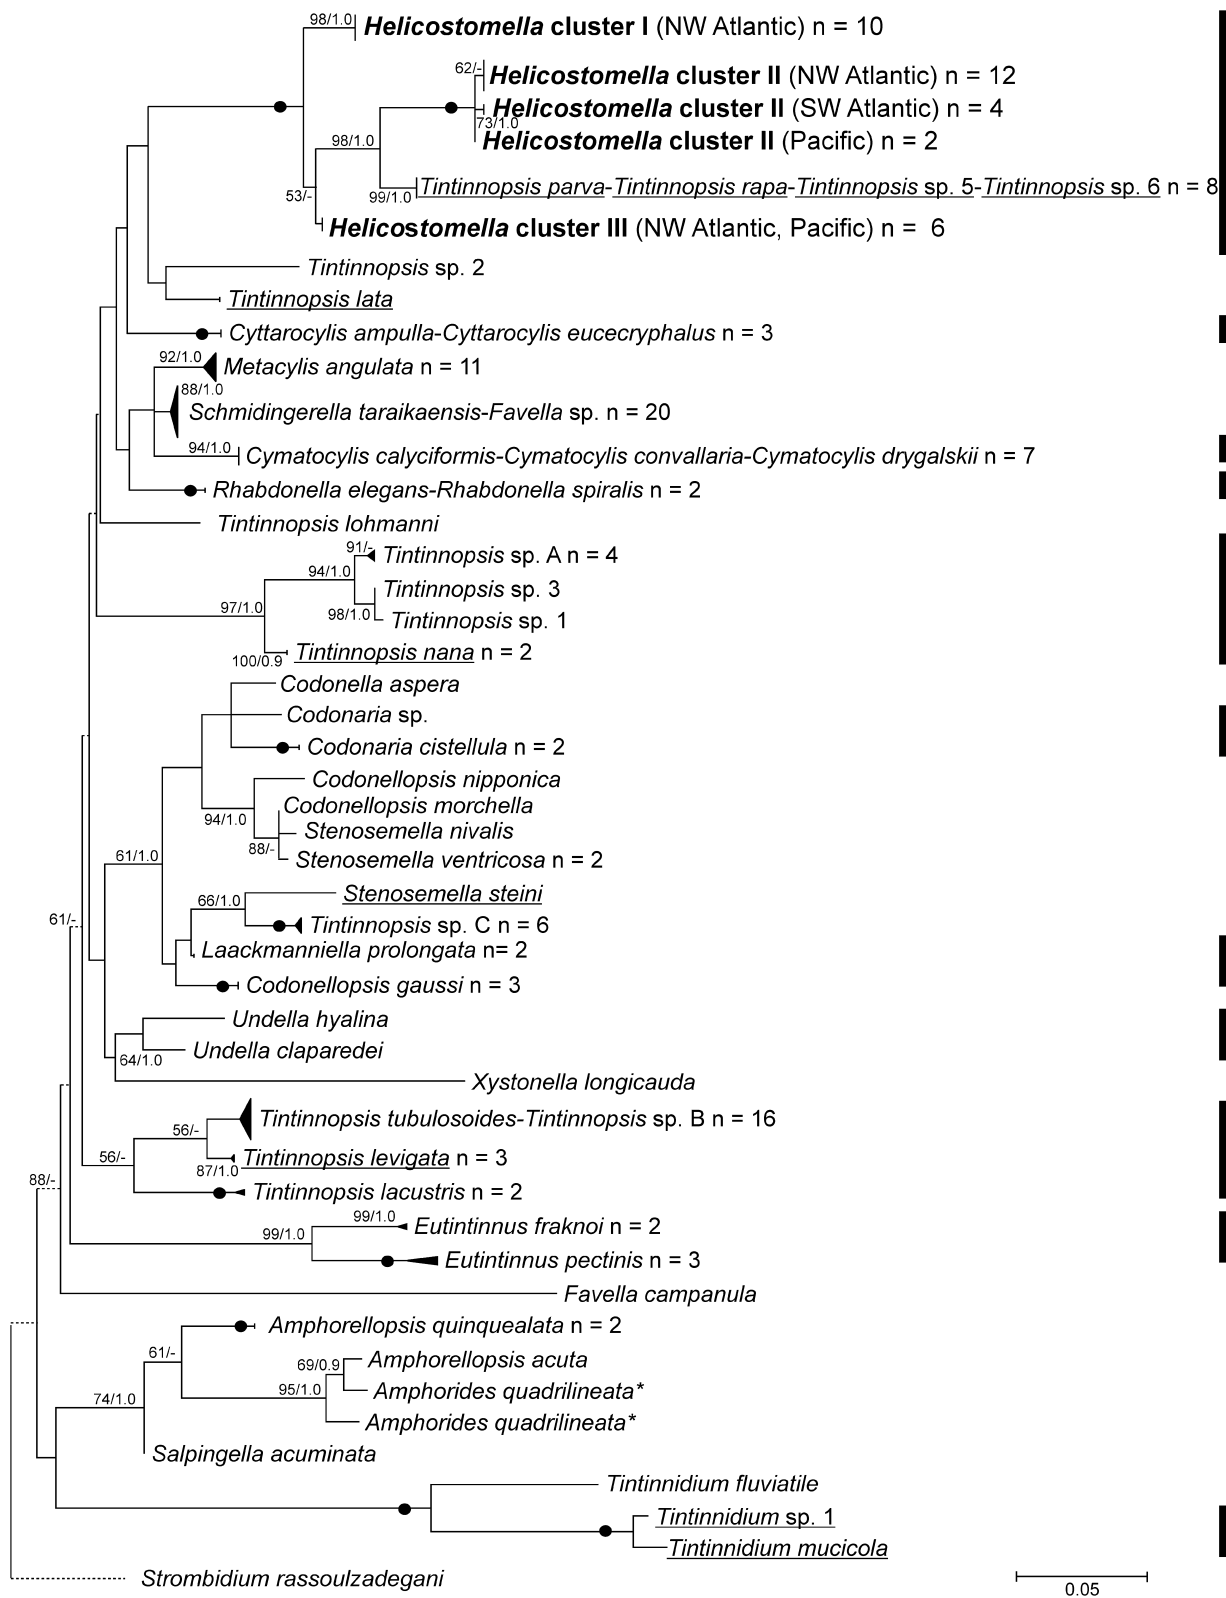 98/1.0
Helicostomella cluster I (NW Atlantic) n = 10
62/-
Helicostomella cluster II (NW Atlantic) n = 12
Helicostomella cluster II (SW Atlantic) n = 4
73/1.0
98/1.0
Helicostomella cluster II (Pacific) n = 2
99/1.0
Tintinnopsis parva-Tintinnopsis rapa-Tintinnopsis sp. 5-Tintinnopsis sp. 6 n = 8
53/-
Helicostomella cluster III (NW Atlantic, Pacific) n = 6
Tintinnopsis sp. 2
Tintinnopsis lata
Cyttarocylis ampulla-Cyttarocylis eucecryphalus n = 3
92/1.0
Metacylis angulata n = 11
88/1.0
Schmidingerella taraikaensis-Favella sp. n = 20
94/1.0
Cymatocylis calyciformis-Cymatocylis convallaria-Cymatocylis drygalskii n = 7
Rhabdonella elegans-Rhabdonella spiralis n = 2
Tintinnopsis lohmanni
91/-
Tintinnopsis sp. A n = 4
94/1.0
Tintinnopsis sp. 3
98/1.0
Tintinnopsis sp. 1
97/1.0
100/0.9
Tintinnopsis nana n = 2
Codonella aspera
Codonaria sp.
Codonaria cistellula n = 2
Codonellopsis nipponica
Codonellopsis morchella
94/1.0
Stenosemella nivalis
88/-
Stenosemella ventricosa n = 2
61/1.0
Stenosemella steini
66/1.0
Tintinnopsis sp. C n = 6
61/-
Laackmanniella prolongata n= 2
Codonellopsis gaussi n = 3
Undella hyalina
Undella claparedei
64/1.0
Xystonella longicauda
Tintinnopsis tubulosoides-Tintinnopsis sp. B n = 16
56/-
56/-
Tintinnopsis levigata n = 3
87/1.0
88/-
Tintinnopsis lacustris n = 2
99/1.0
Eutintinnus fraknoi n = 2
99/1.0
Eutintinnus pectinis n = 3
Favella campanula
Amphorellopsis quinquealata n = 2
61/-
69/0.9
Amphorellopsis acuta
95/1.0
Amphorides quadrilineata*
74/1.0
Amphorides quadrilineata*
Salpingella acuminata
Tintinnidium fluviatile
Tintinnidium sp. 1
Tintinnidium mucicola
Strombidium rassoulzadegani
0.05